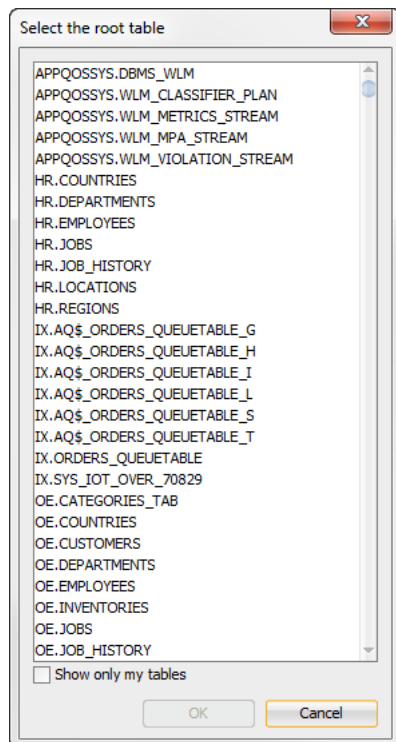 Select the root table
APPQOSSYS.DBMS_WLM
APPQOSSYS.WLM_CLASSIFIER_PLAN
APPQOSSYS.WLM_METRICS_STREAM
APPQOSSYS.WLM_MPA_STREAM
APPQOSSYS.WLM_VIOLATION_STREAM
HR.COUNTRIES
HR.DEPARTMENTS
HR.EMPLOYEES
HR.JOBS
HR.JOB_HISTORY
HR.LOCATIONS
HR.REGIONS
IX.AQ$_ORDERS_QUEUETABLE_G
IX.AQ$_ORDERS_QUEUETABLE_H
IX.AQ$_ORDERS_QUEUETABLE_I
IX.AQ$_ORDERS_QUEUETABLE_L
IX.AQ$_ORDERS_QUEUETABLE_S
IX.AQ$_ORDERS_QUEUETABLE_T
IX.ORDERS_QUEUETABLE
IX.SYS_IOT_OVER_70829
OE.CATEGORIES_TAB
OE.COUNTRIES
OE.CUSTOMERS
OE.DEPARTMENTS
OE.EMPLOYEES
OE.INVENTORIES
OE.JOBS
OE.JOB_HISTORY
Show only my tables
OK
Cancel